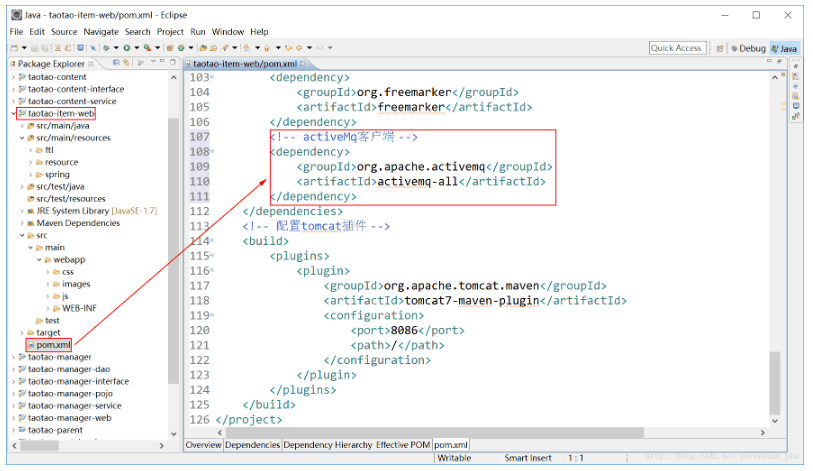 Java - taotao-item-web/pom.xml - Eclipse
File Edit Source Navigate Search Project Run Window Help
Quick Access Debug Java
Package Explorer
taotao-item-web/pom.xml
taotao-content
taotao-content-interface
taotao-content-service
taotao-item-web
src/main/java
src/main/resources
ftl
resource
spring
src/test/java
src/test/resources
JRE System Library [JavaSE-1.7]
Maven Dependencies
src
main
webapp
css
images
js
WEB-INF
test
target
pom.xml
taotao-manager
taotao-manager-dao
taotao-manager-interface
taotao-manager-pojo
taotao-manager-service
taotao-manager-web
taotao-parent
103 <dependency>
104 <groupId>org.freemarker</groupId>
105 <artifactId>freemarker</artifactId>
106 </dependency>
107 <!-- activeMq客户端 -->
108 <dependency>
109 <groupId>org.apache.activemq</groupId>
110 <artifactId>activemq-all</artifactId>
111 </dependency>
112 </dependencies>
113 <!-- 配置tomcat插件 -->
114 <build>
115 <plugins>
116 <plugin>
117 <groupId>org.apache.tomcat.maven</groupId>
118 <artifactId>tomcat7-maven-plugin</artifactId>
119 <configuration>
120 <port>8086</port>
121 <path>/</path>
122 </configuration>
123 </plugin>
124 </plugins>
125 </build>
126 </project>
Overview Dependencies Dependency Hierarchy Effective POM pom.xml
Writable Smart Insert 1 : 1